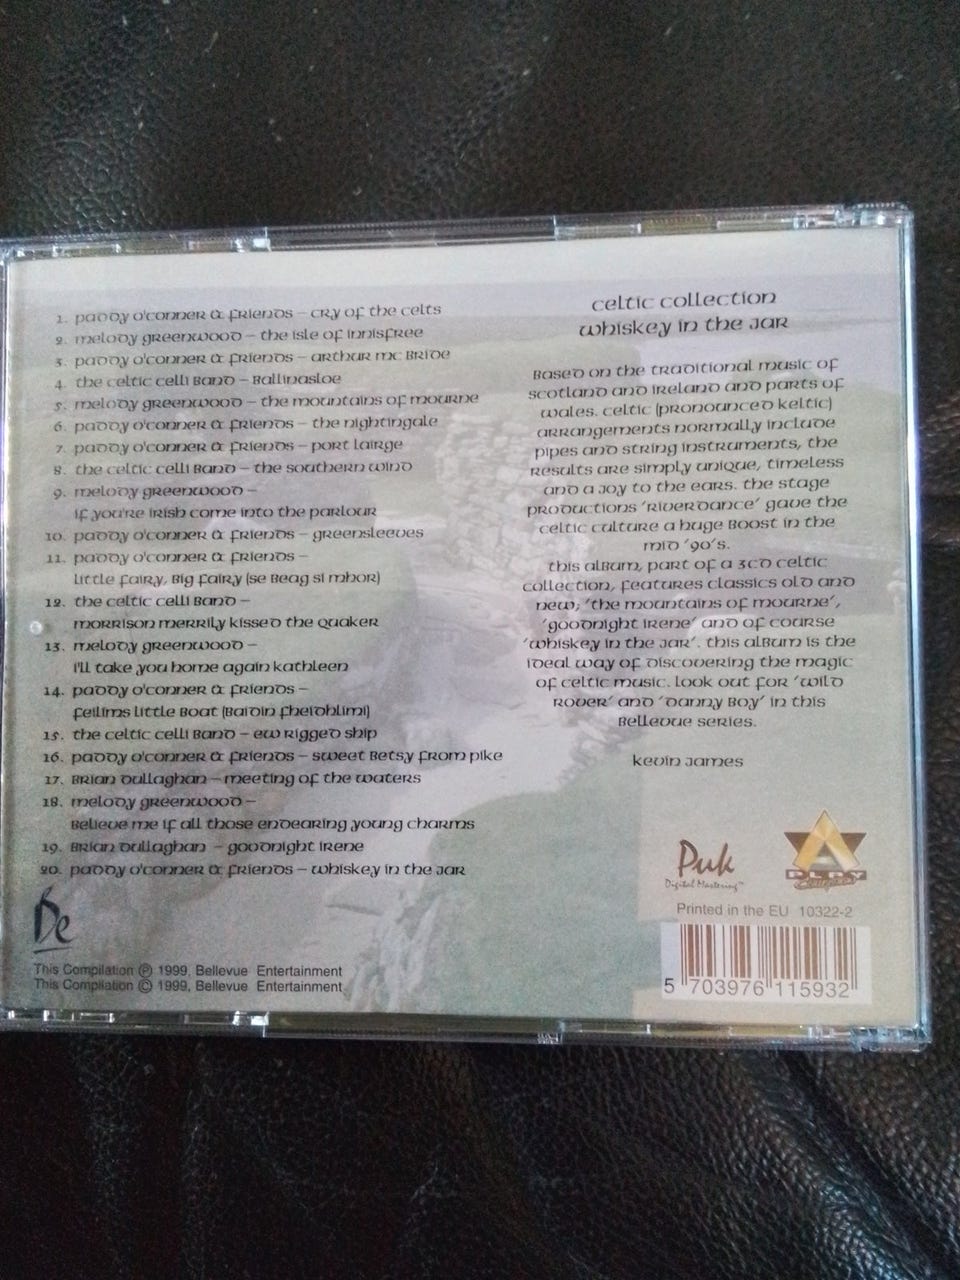 1. Paddy O'Conner & Friends – Cry of the Celts
2. Melody Greenwood – The Isle of Innisfree
3. Paddy O'Conner & Friends – Arthur Mc Bride
4. The Celtic Celli Band – Ballinasloe
5. Melody Greenwood – The Mountains of Mourne
6. Paddy O'Conner & Friends – The Nightingale
7. Paddy O'Conner & Friends – Port Lairge
8. The Celtic Celli Band – The Southern Wind
9. Melody Greenwood –
If You're Irish Come Into the Parlour
10. Paddy O'Conner & Friends – Greensleeves
11. Paddy O'Conner & Friends –
Little Fairy, Big Fairy (Se Beag Si Mhor)
12. The Celtic Celli Band –
Morrison Merrily Kissed the Quaker
13. Melody Greenwood –
I'll Take You Home Again Kathleen
14. Paddy O'Conner & Friends –
Feilims Little Boat (Baidin Fheidhlimi)
15. The Celtic Celli Band – Ew Rigged Ship
16. Paddy O'Conner & Friends – Sweet Betsy From Pike
17. Brian Dullaghan – Meeting of the Waters
18. Melody Greenwood –
Believe Me If All Those Endearing Young Charms
19. Brian Dullaghan – Goodnight Irene
20. Paddy O'Conner & Friends – Whiskey in the Jar
Be
This Compilation ℗ 1999, Bellevue Entertainment
This Compilation © 1999, Bellevue Entertainment
Celtic Collection
Whiskey in the Jar
Based on the traditional music of
Scotland and Ireland and parts of
Wales. Celtic (pronounced Keltic)
arrangements normally include
pipes and string instruments, the
results are simply unique, timeless
and a joy to the ears. The stage
productions 'Riverdance' gave the
Celtic culture a huge boost in the
mid '90's.
This album, part of a 3CD Celtic
Collection, features classics old and
new; 'The Mountains of Mourne',
'Goodnight Irene' and of course
'Whiskey in the Jar'. This album is the
ideal way of discovering the magic
of Celtic music. Look out for 'Wild
Rover' and 'Danny Boy' in this
Bellevue series.
Kevin James
Puk
Digital Mastering™
A
PLAY
Collection
Printed in the EU 10322-2
5 703976 115932